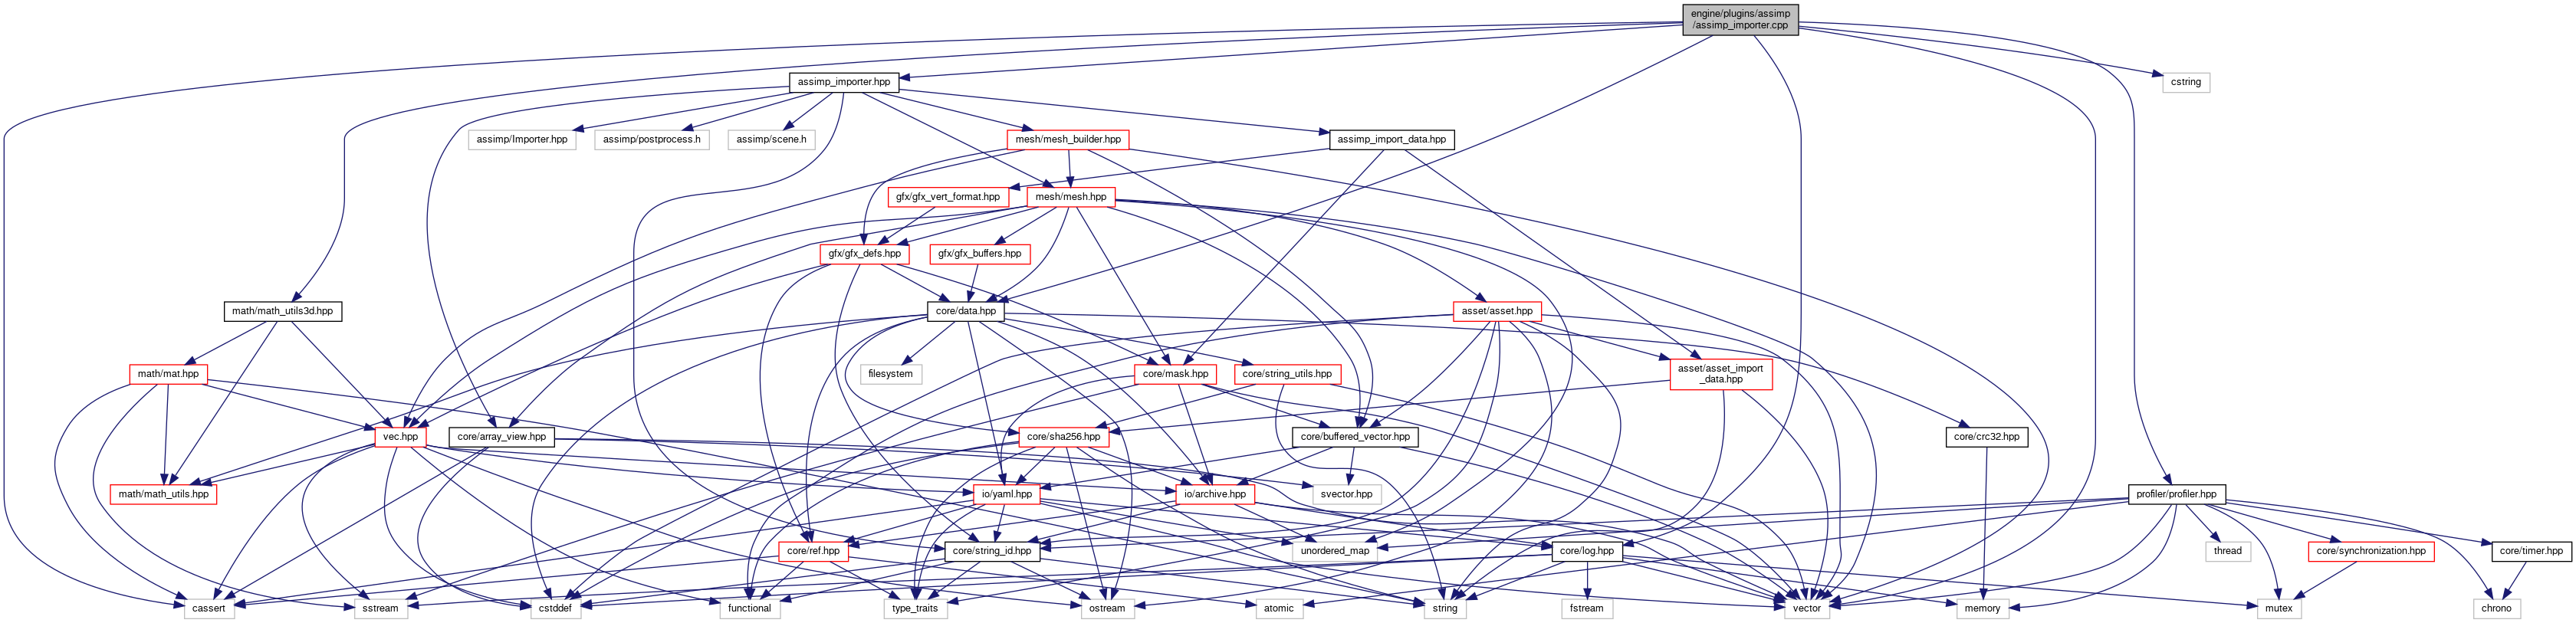 engine/plugins/assimp
/assimp_importer.cpp
assimp_importer.hpp
cstring
assimp/Importer.hpp
assimp/postprocess.h
assimp/scene.h
mesh/mesh_builder.hpp
assimp_import_data.hpp
gfx/gfx_vert_format.hpp
mesh/mesh.hpp
gfx/gfx_defs.hpp
gfx/gfx_buffers.hpp
math/math_utils3d.hpp
core/data.hpp
asset/asset.hpp
math/mat.hpp
filesystem
core/mask.hpp
core/string_utils.hpp
asset/asset_import
_data.hpp
vec.hpp
core/array_view.hpp
core/sha256.hpp
core/buffered_vector.hpp
core/crc32.hpp
math/math_utils.hpp
io/yaml.hpp
io/archive.hpp
svector.hpp
profiler/profiler.hpp
core/ref.hpp
core/string_id.hpp
unordered_map
core/log.hpp
thread
core/synchronization.hpp
core/timer.hpp
cassert
sstream
cstddef
functional
type_traits
ostream
atomic
string
fstream
vector
memory
mutex
chrono